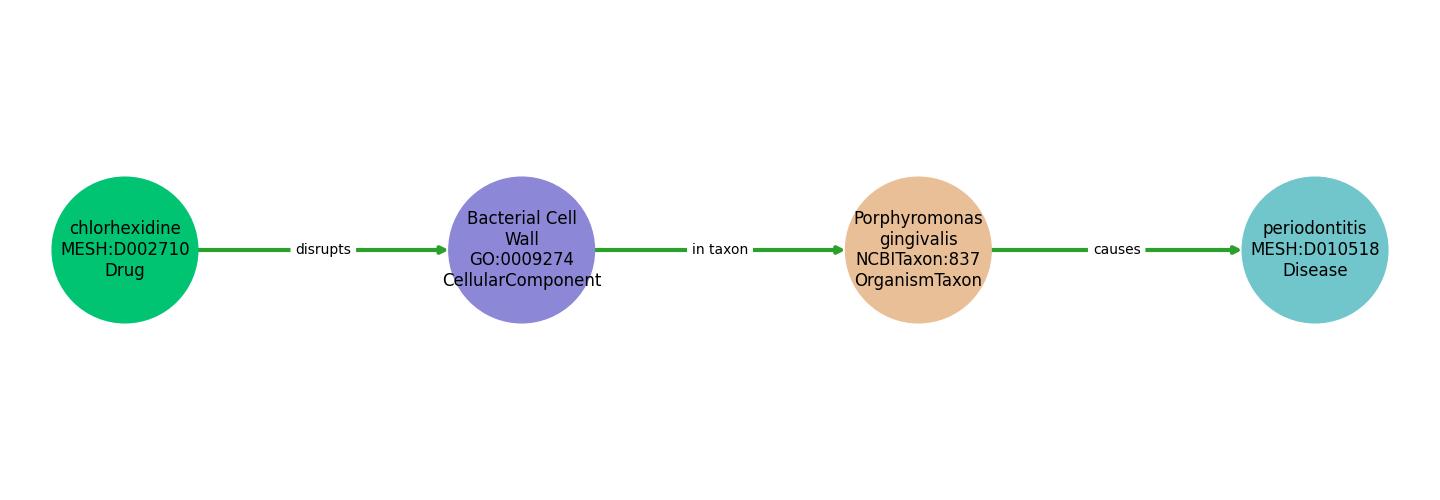 chlorhexidine
MESH:D002710
Drug
disrupts
Bacterial Cell
Wall
GO:0009274
CellularComponent
in taxon
Porphyromonas
gingivalis
NCBITaxon:837
OrganismTaxon
causes
periodontitis
MESH:D010518
Disease